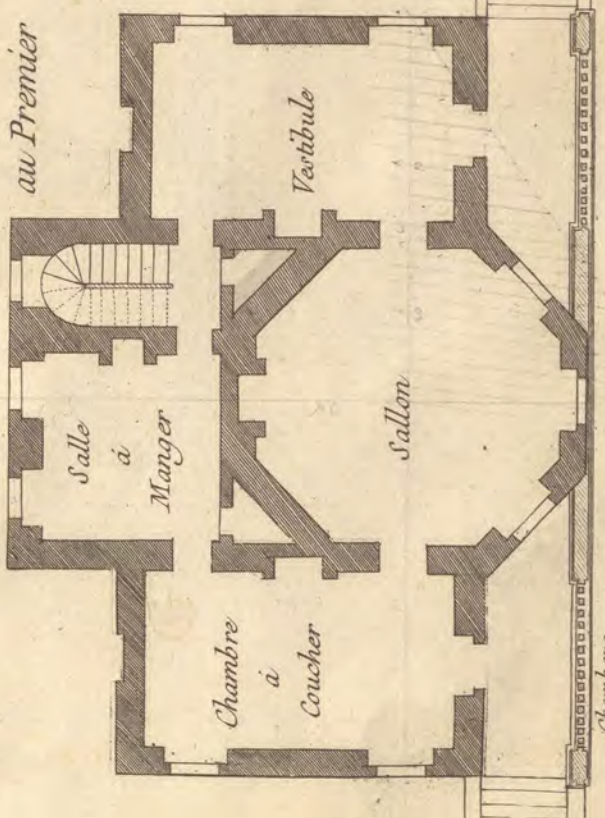 au Premier
Vestibule
Salle
à
Manger
Sallon
Chambre
à
Coucher